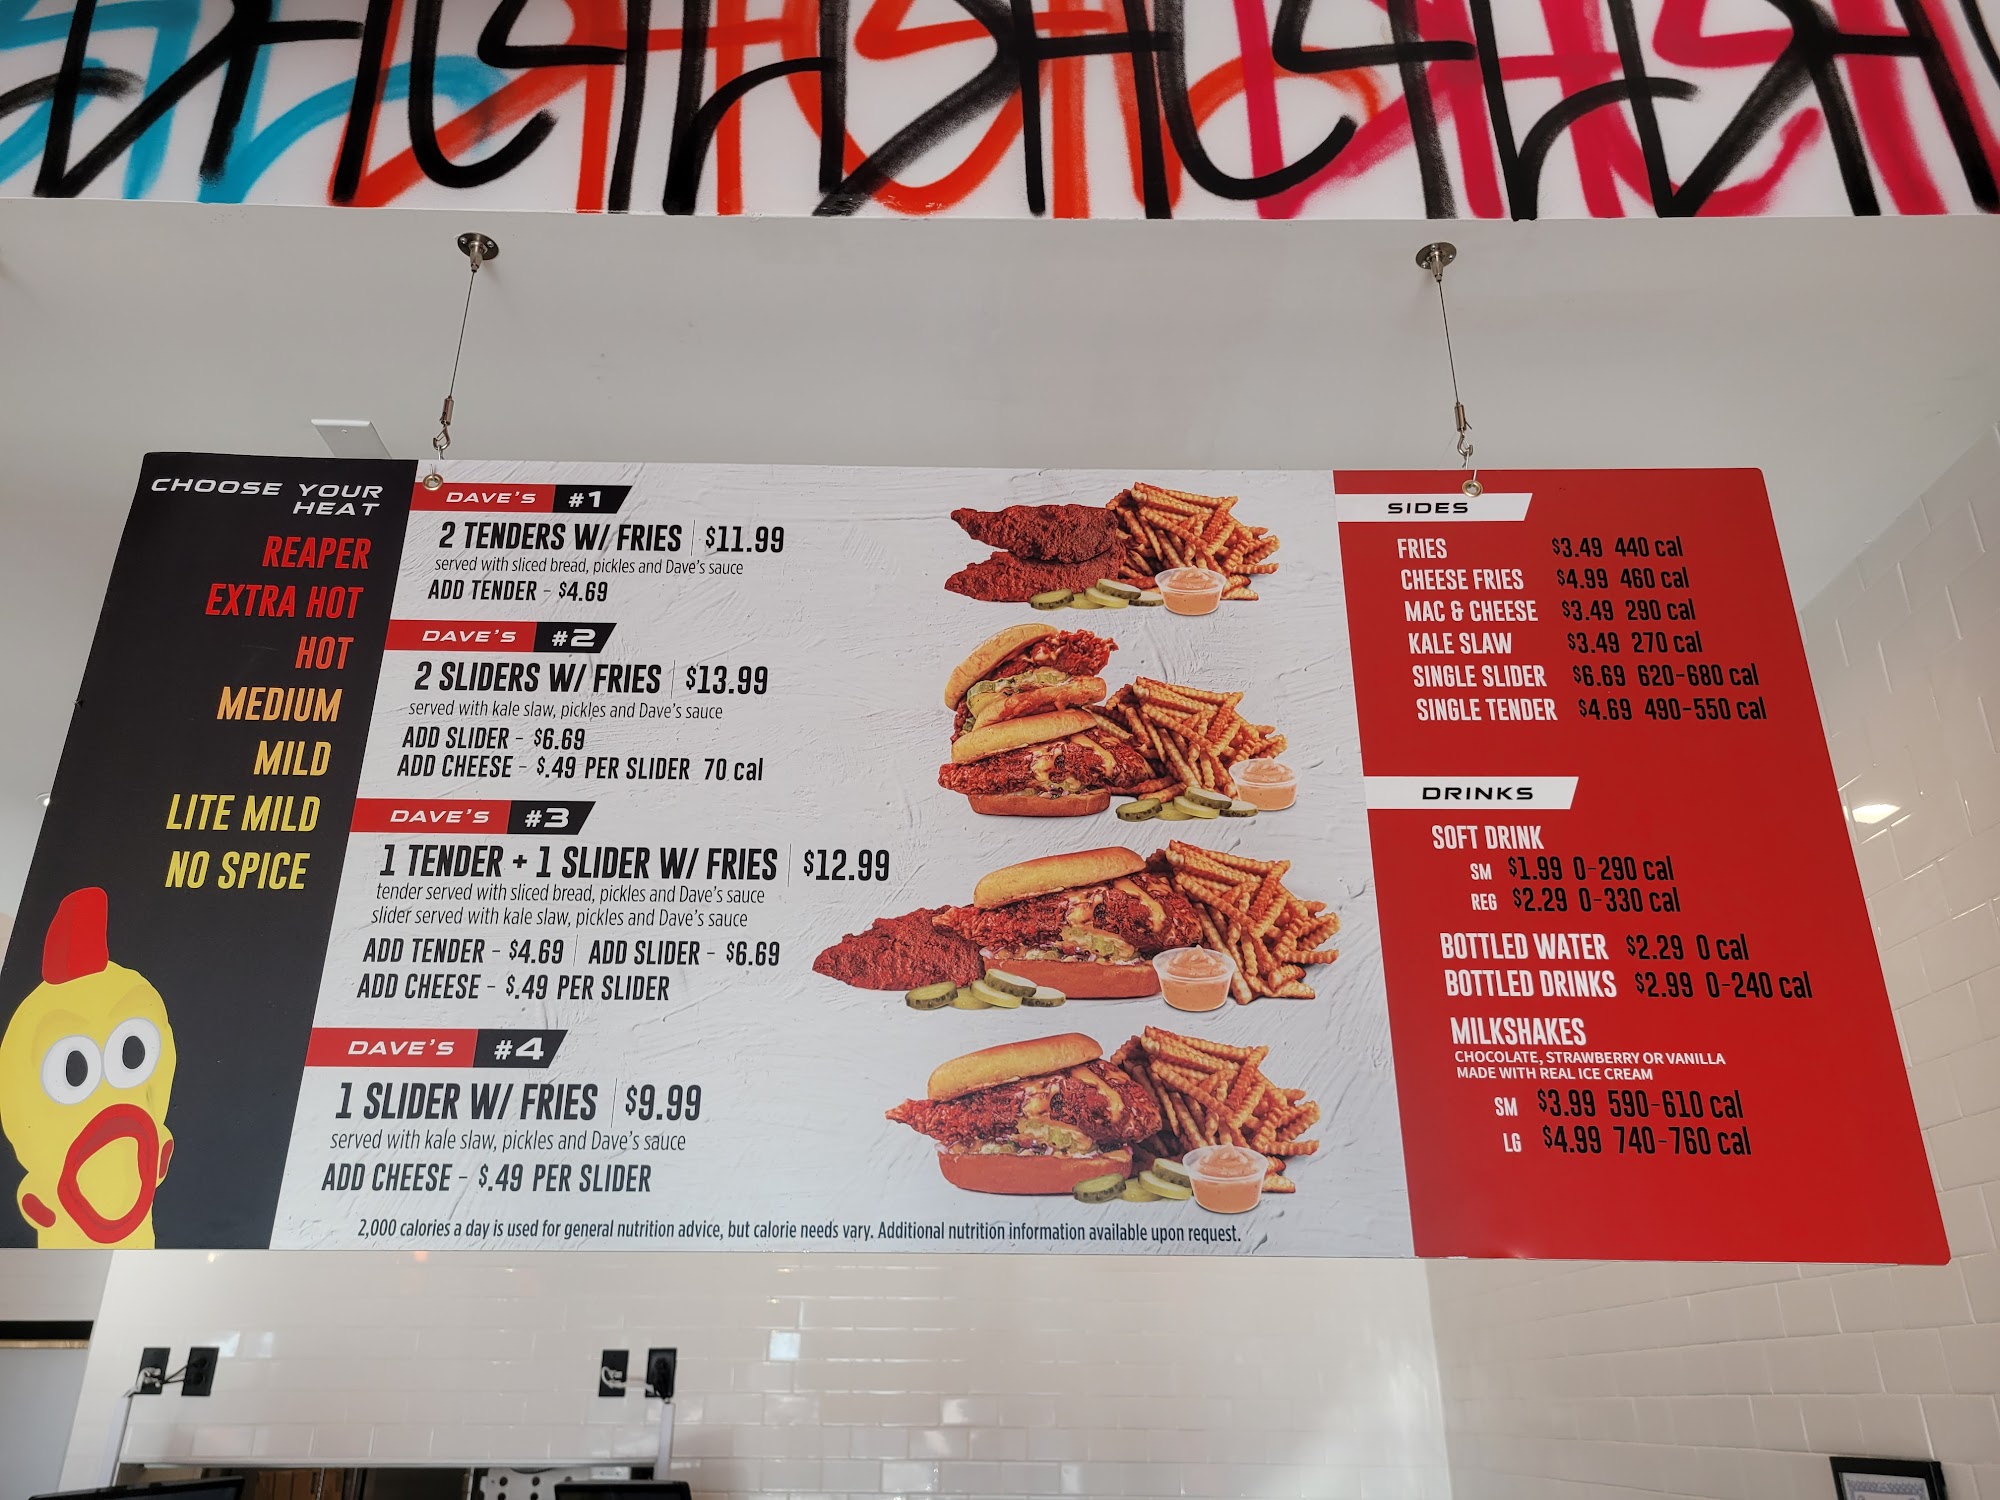 CHOOSE YOUR
HEAT
REAPER
EXTRA HOT
HOT
MEDIUM
MILD
LITE MILD
NO SPICE
DAVE'S #1
2 TENDERS W/ FRIES $11.99
served with sliced bread, pickles and Dave's sauce
ADD TENDER - $4.69
DAVE'S #2
2 SLIDERS W/ FRIES $13.99
served with kale slaw, pickles and Dave's sauce
ADD SLIDER - $6.69
ADD CHEESE - $.49 PER SLIDER 70 cal
DAVE'S #3
1 TENDER + 1 SLIDER W/ FRIES $12.99
tender served with sliced bread, pickles and Dave's sauce
slider served with kale slaw, pickles and Dave's sauce
ADD TENDER - $4.69 ADD SLIDER - $6.69
ADD CHEESE - $.49 PER SLIDER
DAVE'S #4
1 SLIDER W/ FRIES $9.99
served with kale slaw, pickles and Dave's sauce
ADD CHEESE - $.49 PER SLIDER
2,000 calories a day is used for general nutrition advice, but calorie needs vary. Additional nutrition information available upon request.
SIDES
FRIES $3.49 440 cal
CHEESE FRIES $4.99 460 cal
MAC & CHEESE $3.49 290 cal
KALE SLAW $3.49 270 cal
SINGLE SLIDER $6.69 620-680 cal
SINGLE TENDER $4.69 490-550 cal
DRINKS
SOFT DRINK
SM $1.99 0-290 cal
REG $2.29 0-330 cal
BOTTLED WATER $2.29 0 cal
BOTTLED DRINKS $2.99 0-240 cal
MILKSHAKES
CHOCOLATE, STRAWBERRY OR VANILLA
MADE WITH REAL ICE CREAM
SM $3.99 590-610 cal
LG $4.99 740-760 cal